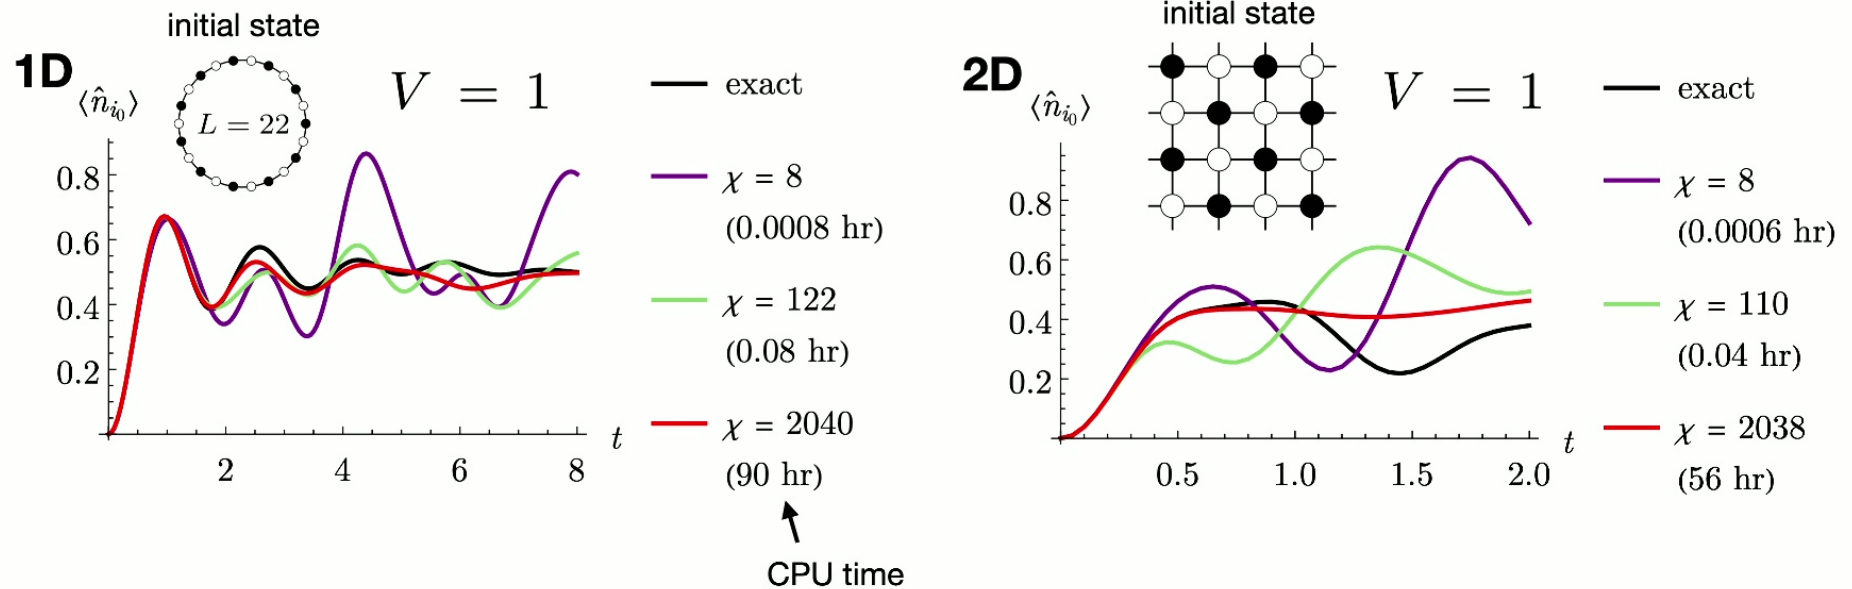 initial state
1D
⟨n̂_{i_0}⟩
L = 22
V = 1
0.8
0.6
0.4
0.2
2 4 6 8
t
exact
χ = 8
(0.0008 hr)
χ = 122
(0.08 hr)
χ = 2040
(90 hr)
CPU time
initial state
2D
⟨n̂_{i_0}⟩
V = 1
0.8
0.6
0.4
0.2
0.5 1.0 1.5 2.0
t
exact
χ = 8
(0.0006 hr)
χ = 110
(0.04 hr)
χ = 2038
(56 hr)